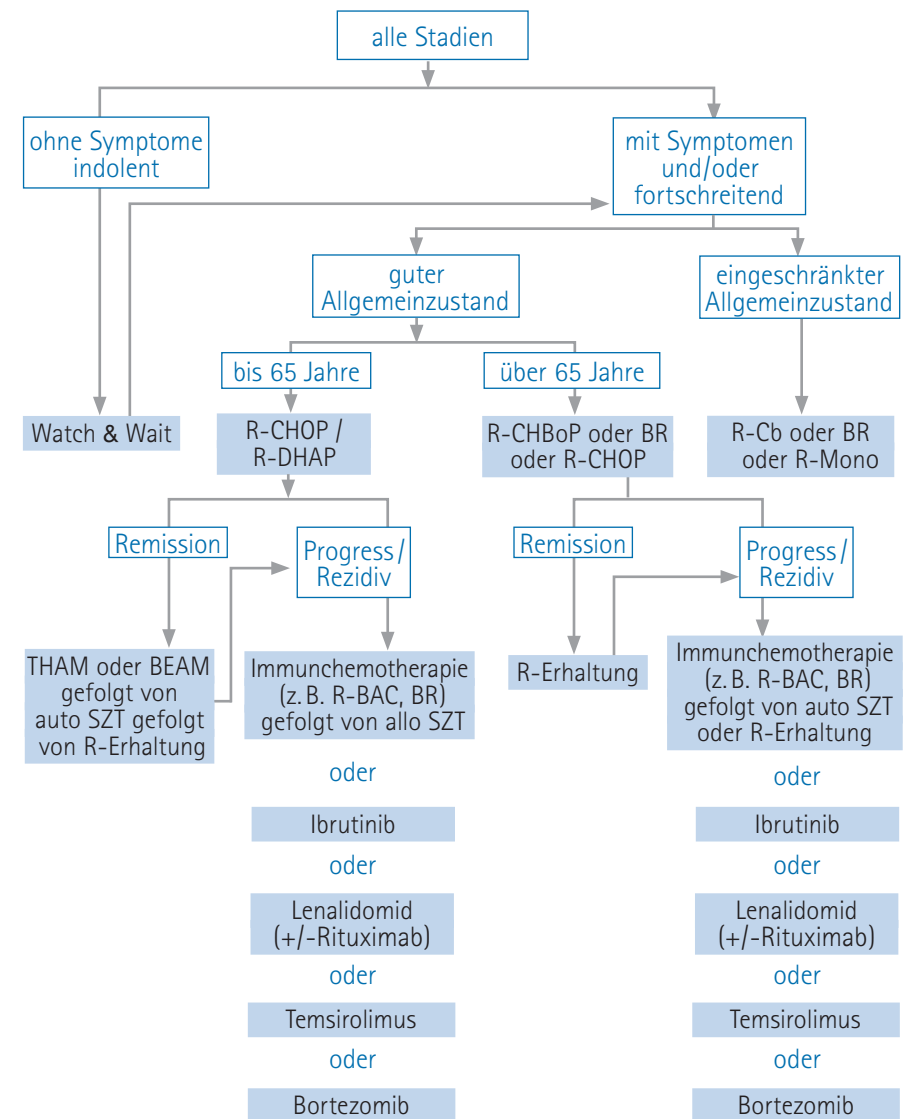 alle Stadien
ohne Symptome
indolent
mit Symptomen
und/oder
fortschreitend
guter
Allgemeinzustand
eingeschränkter
Allgemeinzustand
bis 65 Jahre
über 65 Jahre
Watch & Wait
R-CHOP /
R-DHAP
R-CHBoP oder BR
oder R-CHOP
R-Cb oder BR
oder R-Mono
Remission
Progress/
Rezidiv
Remission
Progress/
Rezidiv
THAM oder BEAM
gefolgt von
auto SZT gefolgt
von R-Erhaltung
Immunchemotherapie
(z. B. R-BAC, BR)
gefolgt von allo SZT
R-Erhaltung
Immunchemotherapie
(z. B. R-BAC, BR)
gefolgt von auto SZT
oder R-Erhaltung
oder
oder
Ibrutinib
Ibrutinib
oder
oder
Lenalidomid
(+/-Rituximab)
Lenalidomid
(+/-Rituximab)
oder
oder
Temsirolimus
Temsirolimus
oder
oder
Bortezomib
Bortezomib